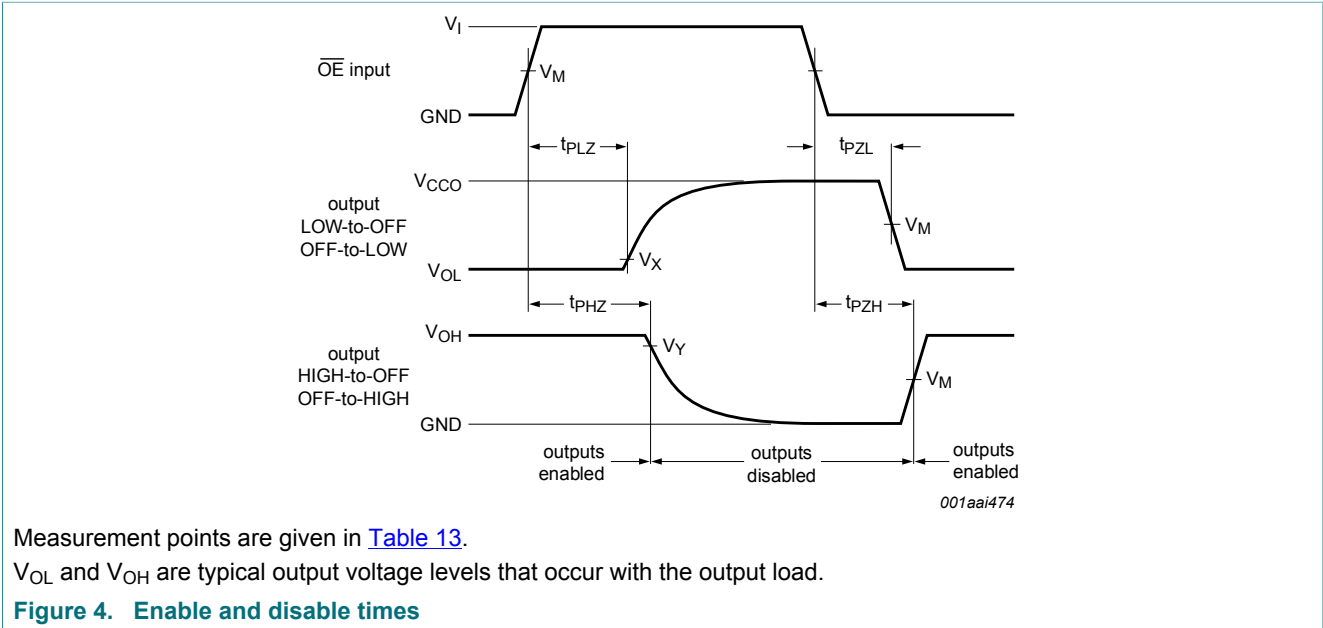 V_I
OE input
V_M
GND
t_PLZ
t_PZL
V_CCO
output
LOW-to-OFF
OFF-to-LOW
V_M
V_X
V_OL
t_PHZ
t_PZH
V_OH
output
HIGH-to-OFF
OFF-to-HIGH
V_Y
V_M
GND
outputs
enabled
outputs
disabled
outputs
enabled
001aai474
Measurement points are given in Table 13.
V_OL and V_OH are typical output voltage levels that occur with the output load.
Figure 4. Enable and disable times